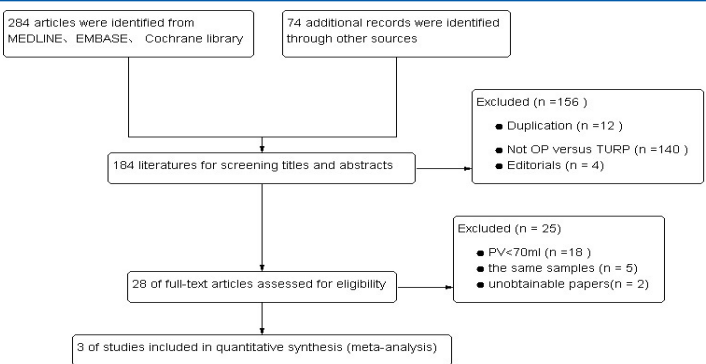 284 articles were identified from
MEDLINE、EMBASE、 Cochrane library
74 additional records were identified
through other sources
Excluded (n =156 )
● Duplication (n =12 )
● Not OP versus TURP (n =140 )
● Editorials (n = 4)
184 literatures for screening titles and abstracts
Excluded (n = 25)
● PV<70ml (n =18 )
● the same samples(n = 5)
● unobtainable papers(n = 2)
28 of full-text articles assessed for eligibility
3 of studies included in quantitative synthesis (meta-analysis)